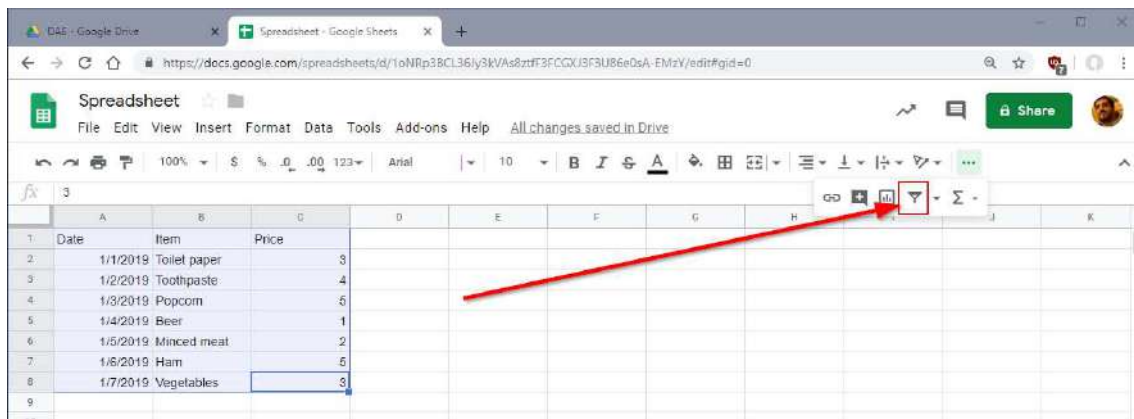 DAS - Google Drive
Spreadsheet - Google Sheets
Spreadsheet
File Edit View Insert Format Data Tools Add-ons Help All changes saved in Drive
Share
100% $ % .0 .00 123 Arial 10 B I S A
fx 3
A B C D E F G H J K
1 Date Item Price
2 1/1/2019 Toilet paper 3
3 1/2/2019 Toothpaste 4
4 1/3/2019 Popcorn 5
5 1/4/2019 Beer 1
6 1/5/2019 Minced meat 2
7 1/6/2019 Ham 5
8 1/7/2019 Vegetables 3
9